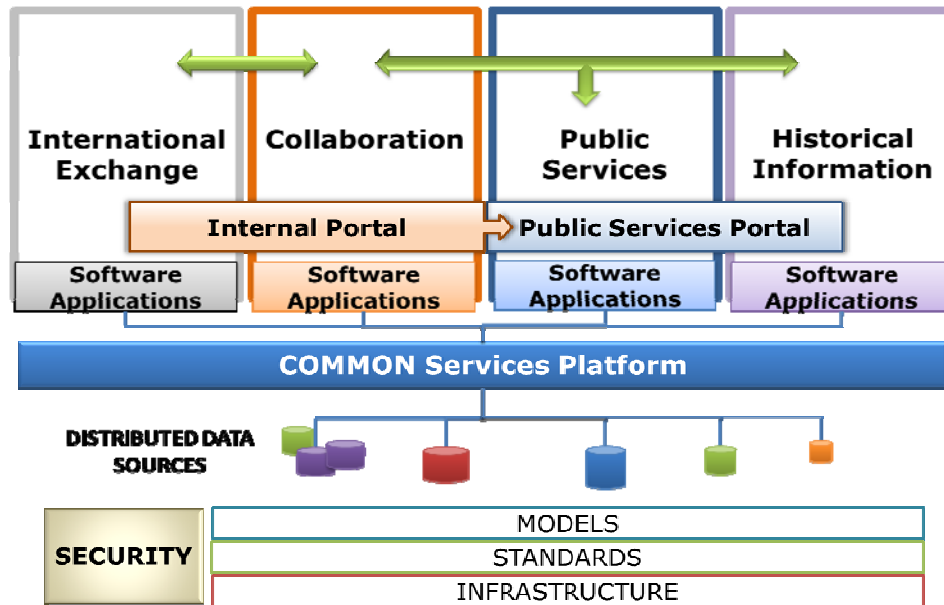 International
Exchange
Collaboration
Public
Services
Historical
Information
Internal Portal
Public Services Portal
Software
Applications
Software
Applications
Software
Applications
Software
Applications
COMMON Services Platform
DISTRIBUTED DATA
SOURCES
SECURITY
MODELS
STANDARDS
INFRASTRUCTURE